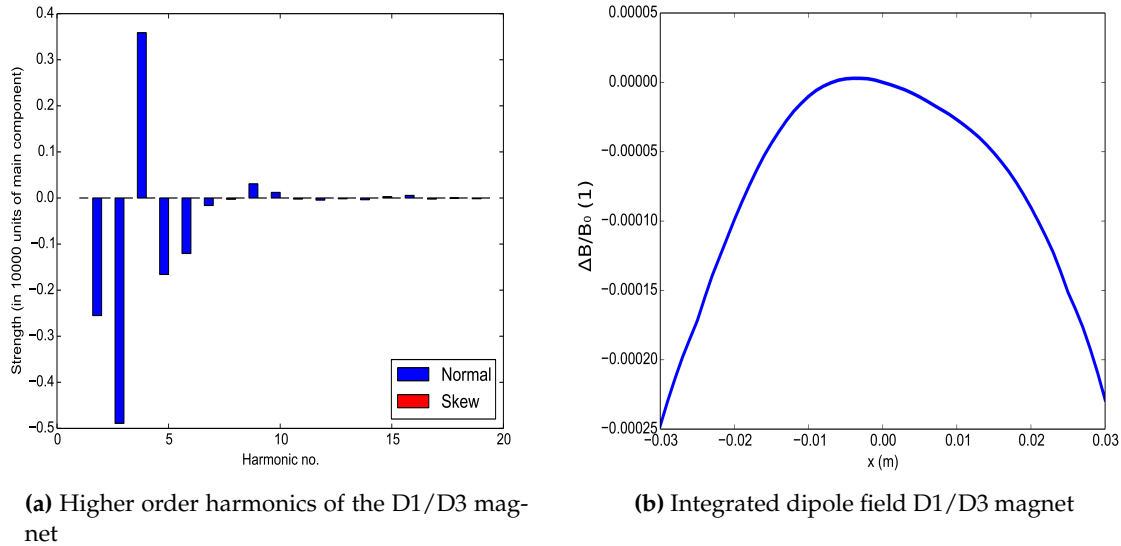 0.4
0.3
0.2
0.1
0.0
−0.1
−0.2
−0.3
−0.4
−0.5
Strength (in 10000 units of main component)
Normal
Skew
0 5 10 15 20
Harmonic no.
(a) Higher order harmonics of the D1/D3 mag-
net
0.00005
0.00000
−0.00005
−0.00010
−0.00015
−0.00020
−0.00025
ΔB/B₀ (1)
−0.03 −0.02 −0.01 0.00 0.01 0.02 0.03
x (m)
(b) Integrated dipole field D1/D3 magnet